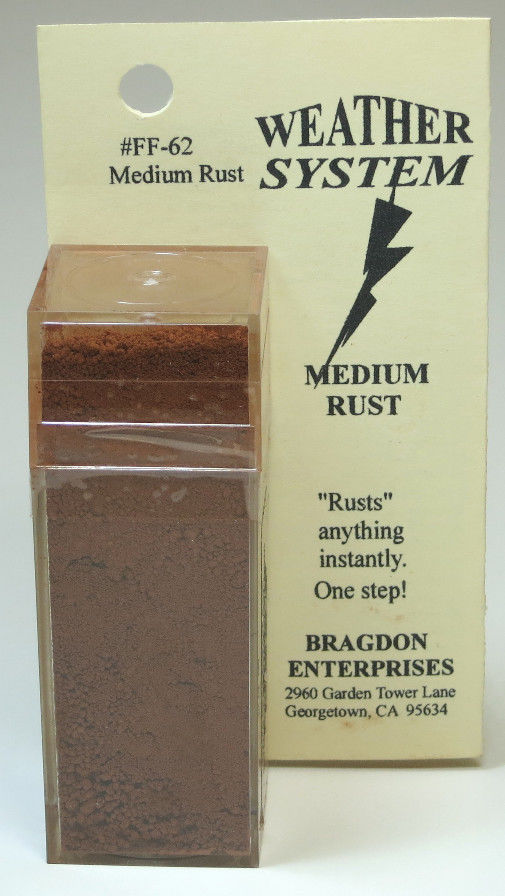 #FF-62
Medium Rust
WEATHER
SYSTEM
MEDIUM
RUST
"Rusts"
anything
instantly.
One step!
BRAGDON
ENTERPRISES
2960 Garden Tower Lane
Georgetown, CA 95634